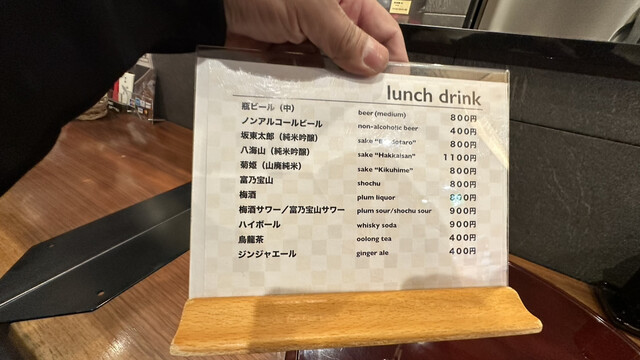 lunch drink
瓶ビール（中） beer (medium) 800円
ノンアルコールビール non-alcoholic beer 400円
坂東太郎（純米吟醸） sake 800円
八海山（純米吟醸） sake “Hakkaisan” 1100円
菊姫（山廃純米） sake “Kikuhime” 800円
富乃宝山 shochu 800円
梅酒 plum liquor 800円
梅酒サワー／富乃宝山サワー plum sour/shochu sour 900円
ハイボール whisky soda 900円
烏龍茶 oolong tea 400円
ジンジャエール ginger ale 400円